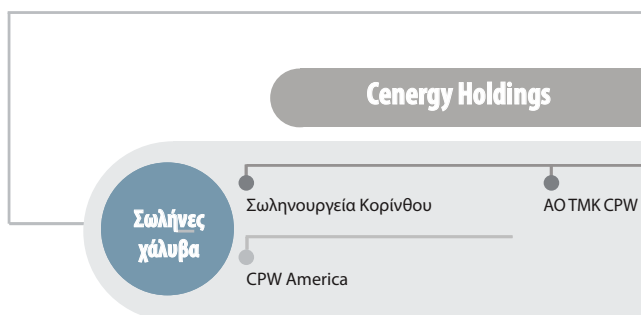 Cenergy Holdings
Σωλήνες
χάλυβα
Σωληνουργεία Κορίνθου
AO TMK CPW
CPW America